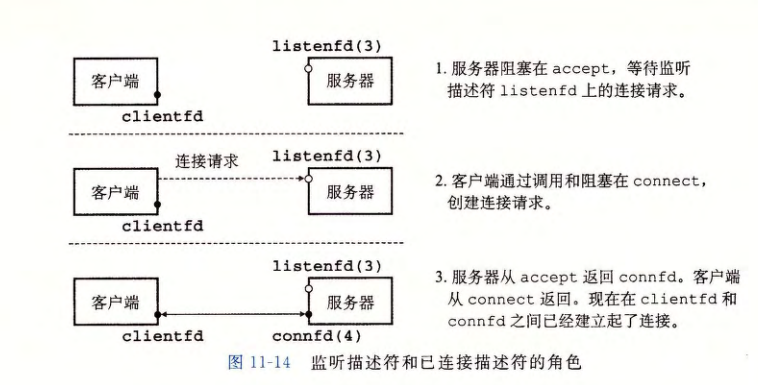 listenfd(3)
客户端
服务器
clientfd
1. 服务器阻塞在 accept，等待监听
描述符 listenfd 上的连接请求。
连接请求
listenfd(3)
客户端
服务器
clientfd
2. 客户端通过调用和阻塞在 connect，
创建连接请求。
listenfd(3)
客户端
服务器
clientfd
connfd(4)
3. 服务器从 accept 返回 connfd。客户端
从 connect 返回。现在在 clientfd 和
connfd 之间已经建立起了连接。
图 11-14 监听描述符和已连接描述符的角色